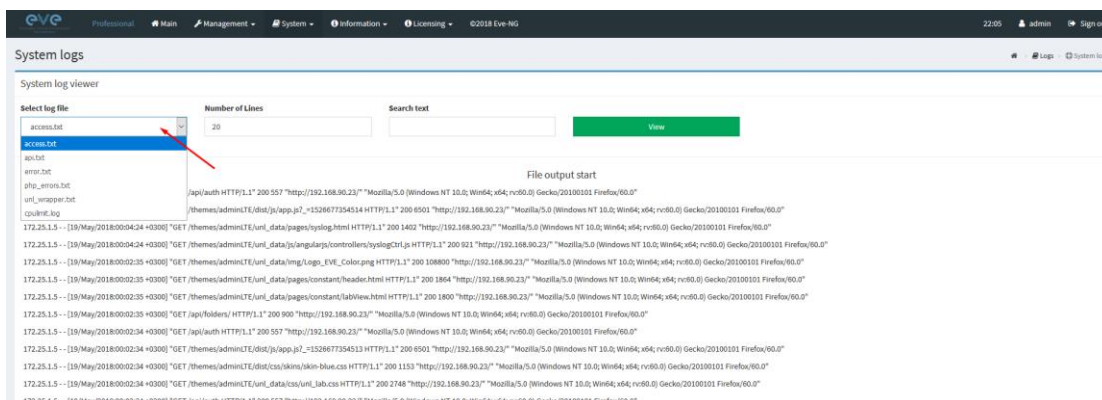 eve Professional Main Management System Information Licensing ©2018 Eve-NG 22:05 admin Sign o
System logs Logs System lo
System log viewer
Select log file Number of Lines Search text
access.txt 20 View
access.txt
api.txt
error.txt
php_errors.txt
unl_wrapper.txt
cpulimit.log
File output start
/api/auth HTTP/1.1" 200 557 "http://192.168.90.23/" "Mozilla/5.0 (Windows NT 10.0; Win64; x64; rv:60.0) Gecko/20100101 Firefox/60.0"
/themes/adminLTE/dist/js/app.js?_=1526677354514 HTTP/1.1" 200 6501 "http://192.168.90.23/" "Mozilla/5.0 (Windows NT 10.0; Win64; x64; rv:60.0) Gecko/20100101 Firefox/60.0"
172.25.1.5 - - [19/May/2018:00:04:24 +0300] "GET /themes/adminLTE/unl_data/pages/syslog.html HTTP/1.1" 200 1402 "http://192.168.90.23/" "Mozilla/5.0 (Windows NT 10.0; Win64; x64; rv:60.0) Gecko/20100101 Firefox/60.0"
172.25.1.5 - - [19/May/2018:00:04:24 +0300] "GET /themes/adminLTE/unl_data/js/angularjs/controllers/syslogCtrl.js HTTP/1.1" 200 921 "http://192.168.90.23/" "Mozilla/5.0 (Windows NT 10.0; Win64; x64; rv:60.0) Gecko/20100101 Firefox/60.0"
172.25.1.5 - - [19/May/2018:00:02:35 +0300] "GET /themes/adminLTE/unl_data/img/Logo_EVE_Color.png HTTP/1.1" 200 108800 "http://192.168.90.23/" "Mozilla/5.0 (Windows NT 10.0; Win64; x64; rv:60.0) Gecko/20100101 Firefox/60.0"
172.25.1.5 - - [19/May/2018:00:02:35 +0300] "GET /themes/adminLTE/unl_data/pages/constant/header.html HTTP/1.1" 200 1864 "http://192.168.90.23/" "Mozilla/5.0 (Windows NT 10.0; Win64; x64; rv:60.0) Gecko/20100101 Firefox/60.0"
172.25.1.5 - - [19/May/2018:00:02:35 +0300] "GET /themes/adminLTE/unl_data/pages/constant/labView.html HTTP/1.1" 200 1800 "http://192.168.90.23/" "Mozilla/5.0 (Windows NT 10.0; Win64; x64; rv:60.0) Gecko/20100101 Firefox/60.0"
172.25.1.5 - - [19/May/2018:00:02:35 +0300] "GET /api/folders/ HTTP/1.1" 200 900 "http://192.168.90.23/" "Mozilla/5.0 (Windows NT 10.0; Win64; x64; rv:60.0) Gecko/20100101 Firefox/60.0"
172.25.1.5 - - [19/May/2018:00:02:34 +0300] "GET /api/auth HTTP/1.1" 200 557 "http://192.168.90.23/" "Mozilla/5.0 (Windows NT 10.0; Win64; x64; rv:60.0) Gecko/20100101 Firefox/60.0"
172.25.1.5 - - [19/May/2018:00:02:34 +0300] "GET /themes/adminLTE/dist/js/app.js?_=1526677354513 HTTP/1.1" 200 6501 "http://192.168.90.23/" "Mozilla/5.0 (Windows NT 10.0; Win64; x64; rv:60.0) Gecko/20100101 Firefox/60.0"
172.25.1.5 - - [19/May/2018:00:02:34 +0300] "GET /themes/adminLTE/dist/css/skins/skin-blue.css HTTP/1.1" 200 1153 "http://192.168.90.23/" "Mozilla/5.0 (Windows NT 10.0; Win64; x64; rv:60.0) Gecko/20100101 Firefox/60.0"
172.25.1.5 - - [19/May/2018:00:02:34 +0300] "GET /themes/adminLTE/unl_data/css/unl_lab.css HTTP/1.1" 200 2748 "http://192.168.90.23/" "Mozilla/5.0 (Windows NT 10.0; Win64; x64; rv:60.0) Gecko/20100101 Firefox/60.0"